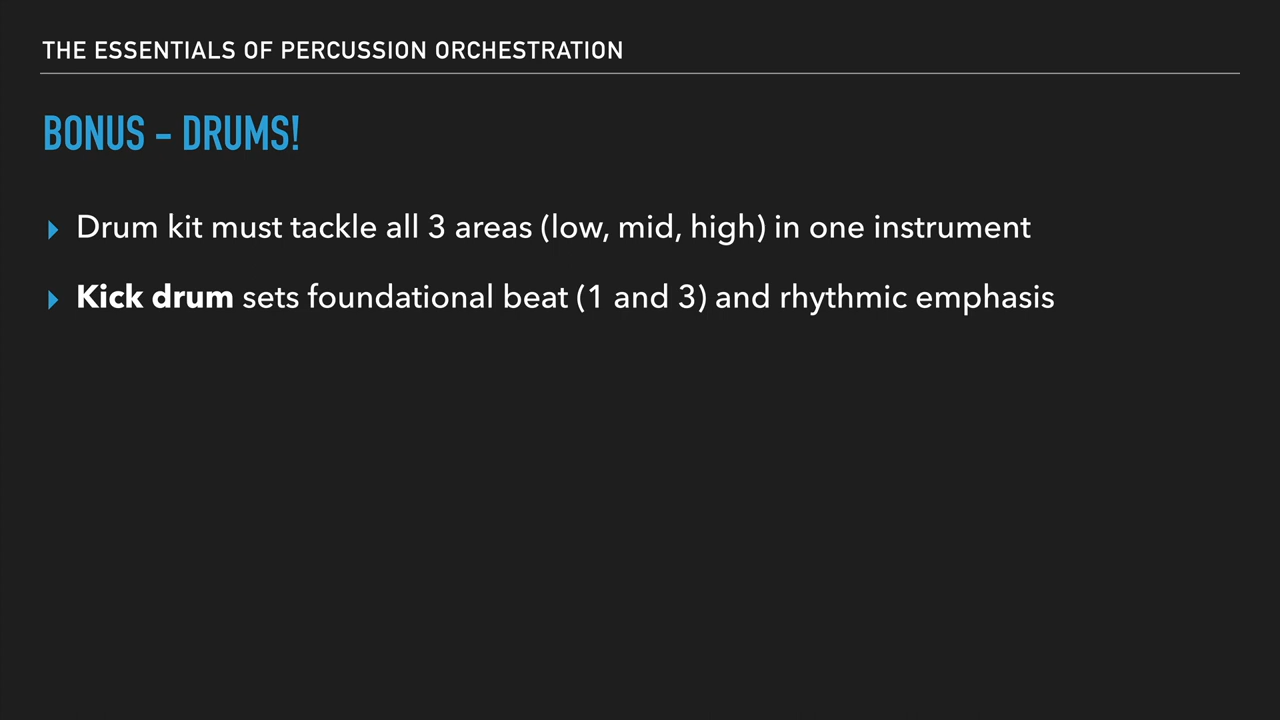 THE ESSENTIALS OF PERCUSSION ORCHESTRATION
BONUS – DRUMS!
Drum kit must tackle all 3 areas (low, mid, high) in one instrument
Kick drum sets foundational beat (1 and 3) and rhythmic emphasis